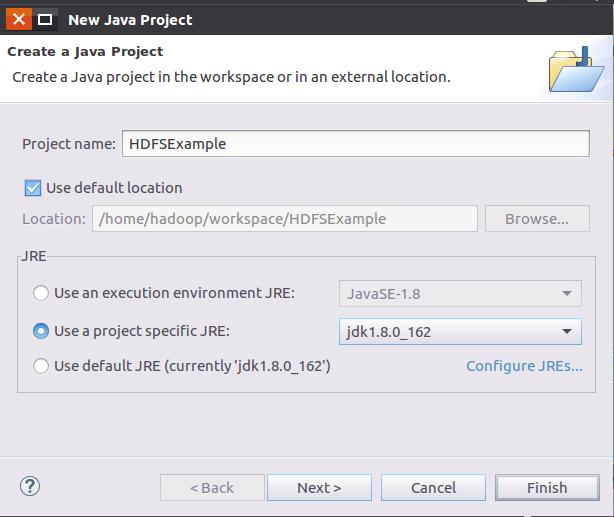 New Java Project
Create a Java Project
Create a Java project in the workspace or in an external location.
Project name: HDFSExample
Use default location
Location: /home/hadoop/workspace/HDFSExample Browse...
JRE
Use an execution environment JRE: JavaSE-1.8
Use a project specific JRE: jdk1.8.0_162
Use default JRE (currently 'jdk1.8.0_162') Configure JREs...
? < Back Next > Cancel Finish